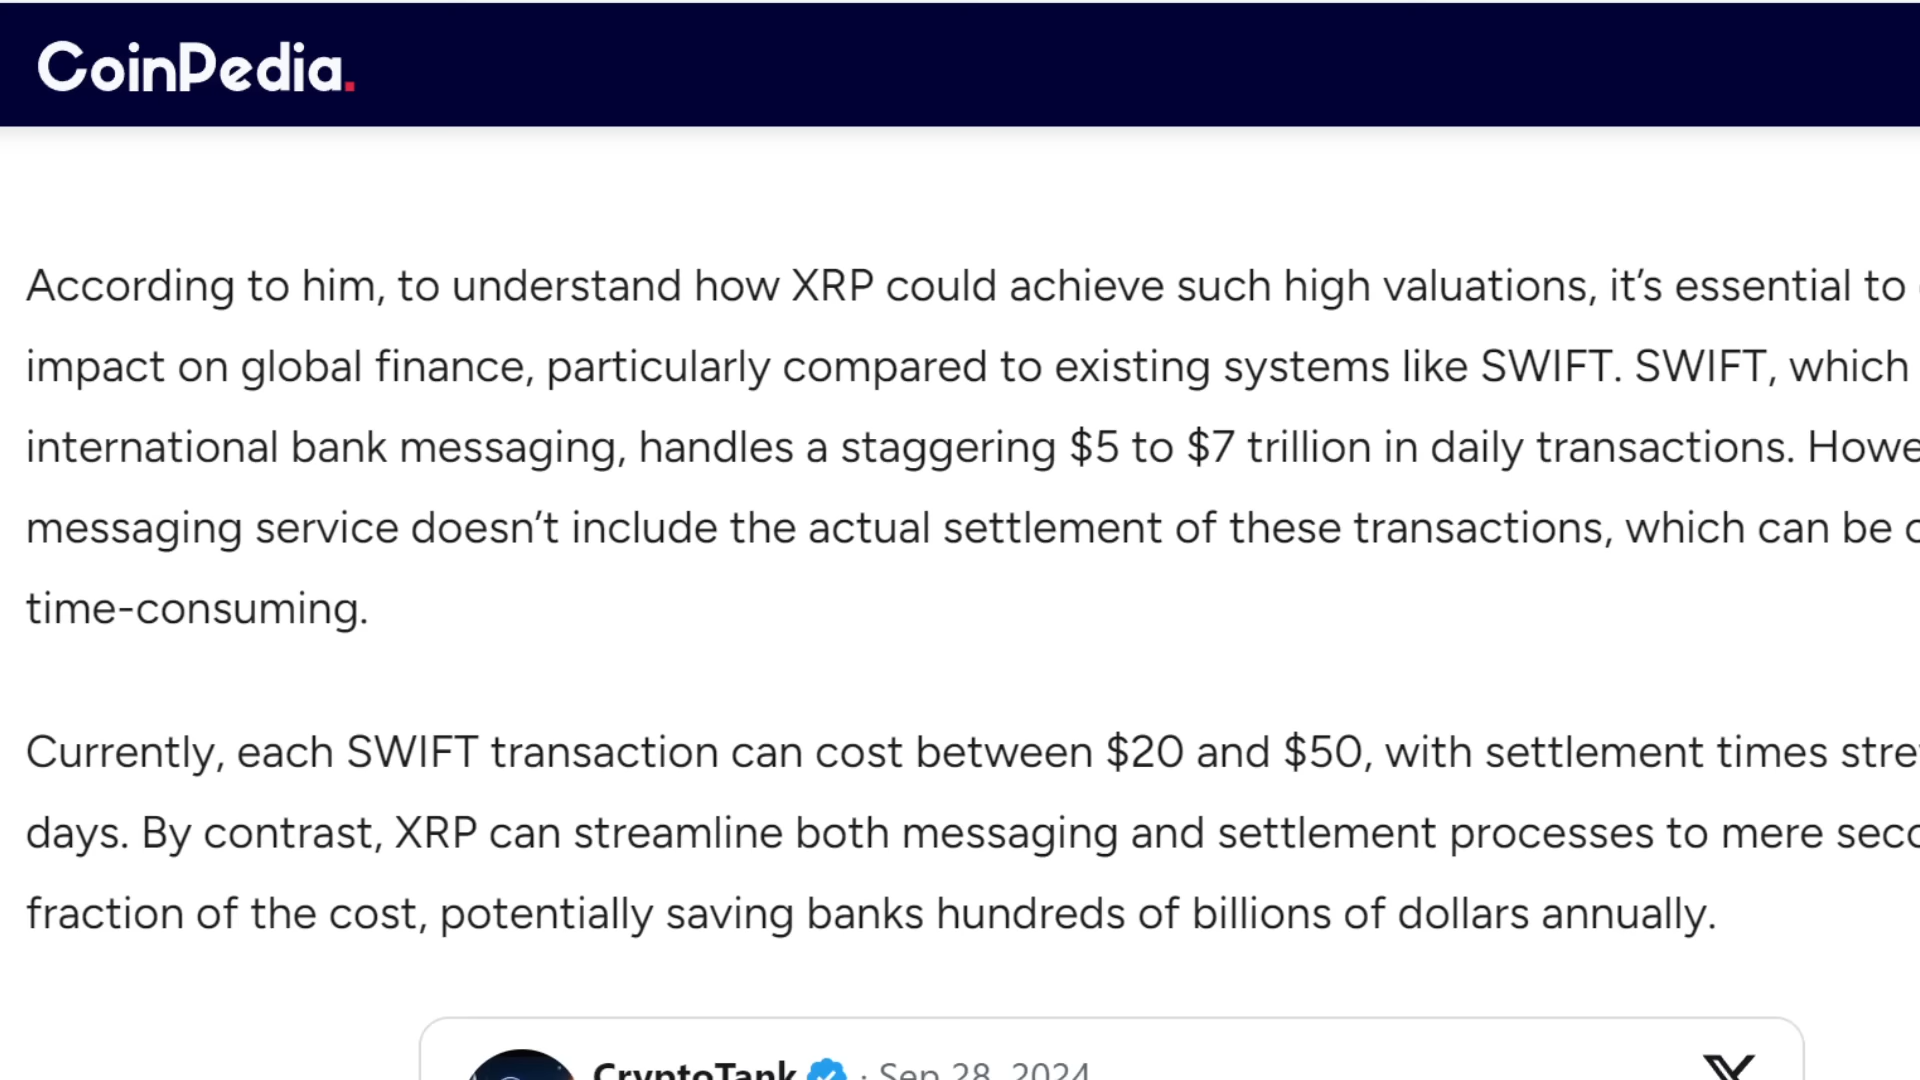 CoinPedia.
According to him, to understand how XRP could achieve such high valuations, it’s essential to
impact on global finance, particularly compared to existing systems like SWIFT. SWIFT, which
international bank messaging, handles a staggering $5 to $7 trillion in daily transactions. Howe
messaging service doesn’t include the actual settlement of these transactions, which can be
time-consuming.
Currently, each SWIFT transaction can cost between $20 and $50, with settlement times stre
days. By contrast, XRP can streamline both messaging and settlement processes to mere seco
fraction of the cost, potentially saving banks hundreds of billions of dollars annually.
CryptoTank · Sep 28, 2024 X